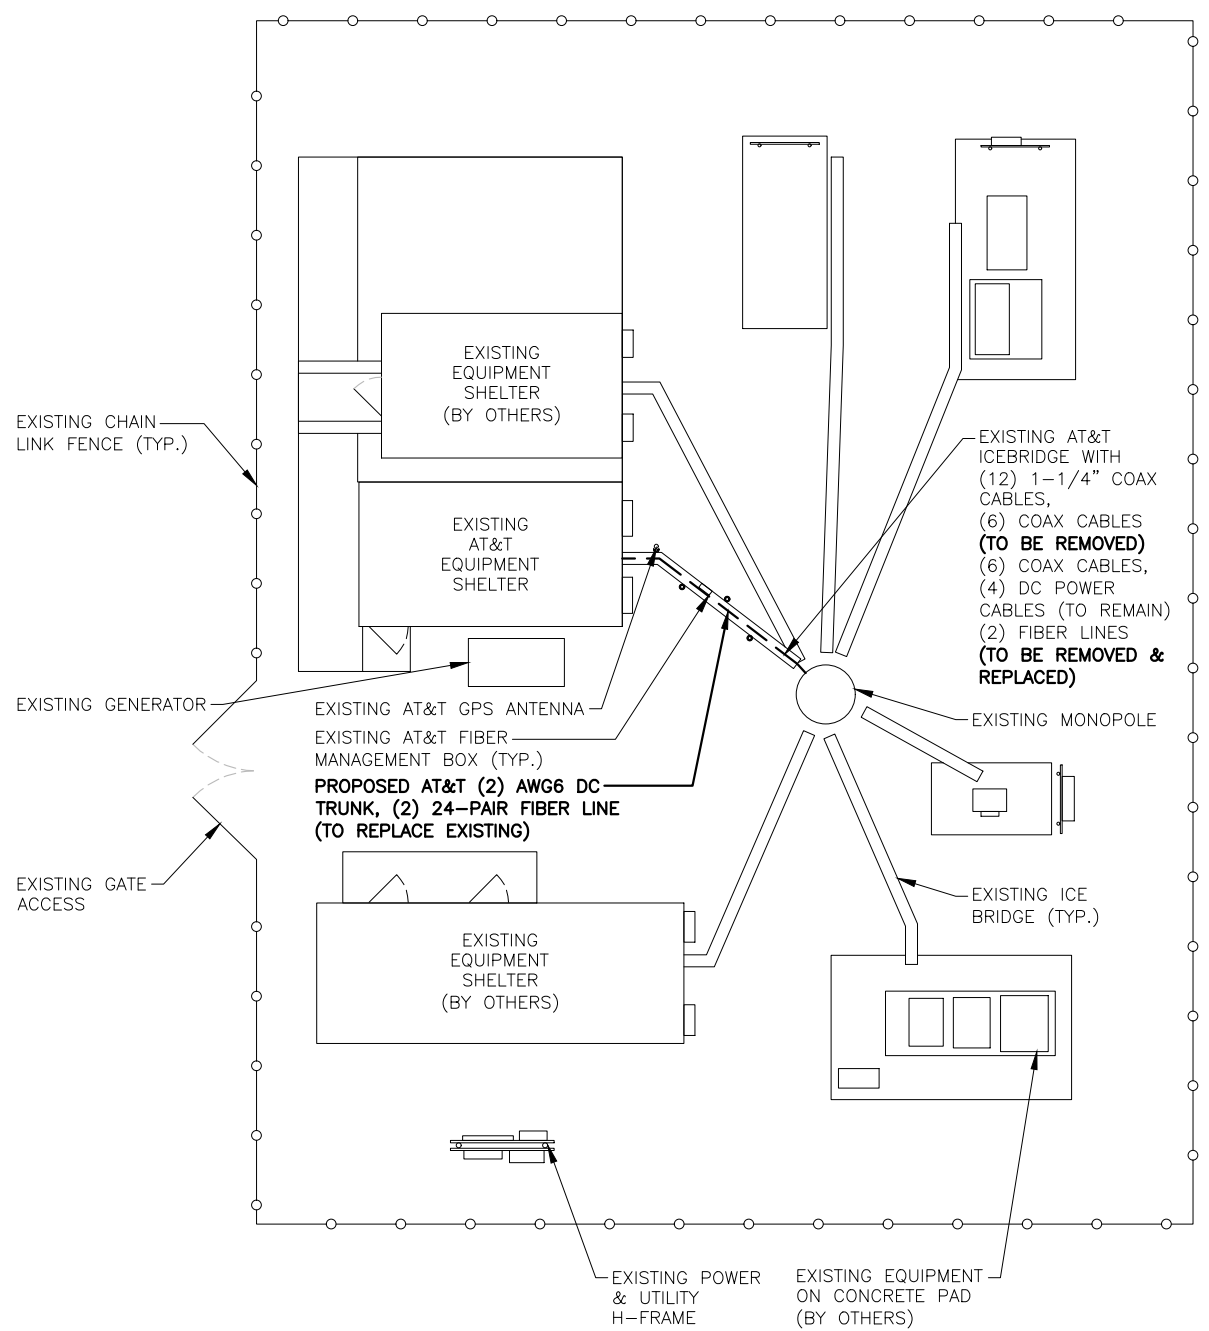 EXISTING
EQUIPMENT
SHELTER
(BY OTHERS)
EXISTING CHAIN
LINK FENCE (TYP.)
EXISTING AT&T
ICEBRIDGE WITH
(12) 1-1/4" COAX
CABLES,
(6) COAX CABLES
(TO BE REMOVED)
(6) COAX CABLES,
(4) DC POWER
CABLES (TO REMAIN)
(2) FIBER LINES
(TO BE REMOVED &
REPLACED)
EXISTING
AT&T
EQUIPMENT
SHELTER
EXISTING GENERATOR
EXISTING AT&T GPS ANTENNA
EXISTING AT&T FIBER
MANAGEMENT BOX (TYP.)
PROPOSED AT&T (2) AWG6 DC
TRUNK, (2) 24-PAIR FIBER LINE
(TO REPLACE EXISTING)
EXISTING MONOPOLE
EXISTING GATE
ACCESS
EXISTING ICE
BRIDGE (TYP.)
EXISTING
EQUIPMENT
SHELTER
(BY OTHERS)
EXISTING POWER
& UTILITY
H-FRAME
EXISTING EQUIPMENT
ON CONCRETE PAD
(BY OTHERS)